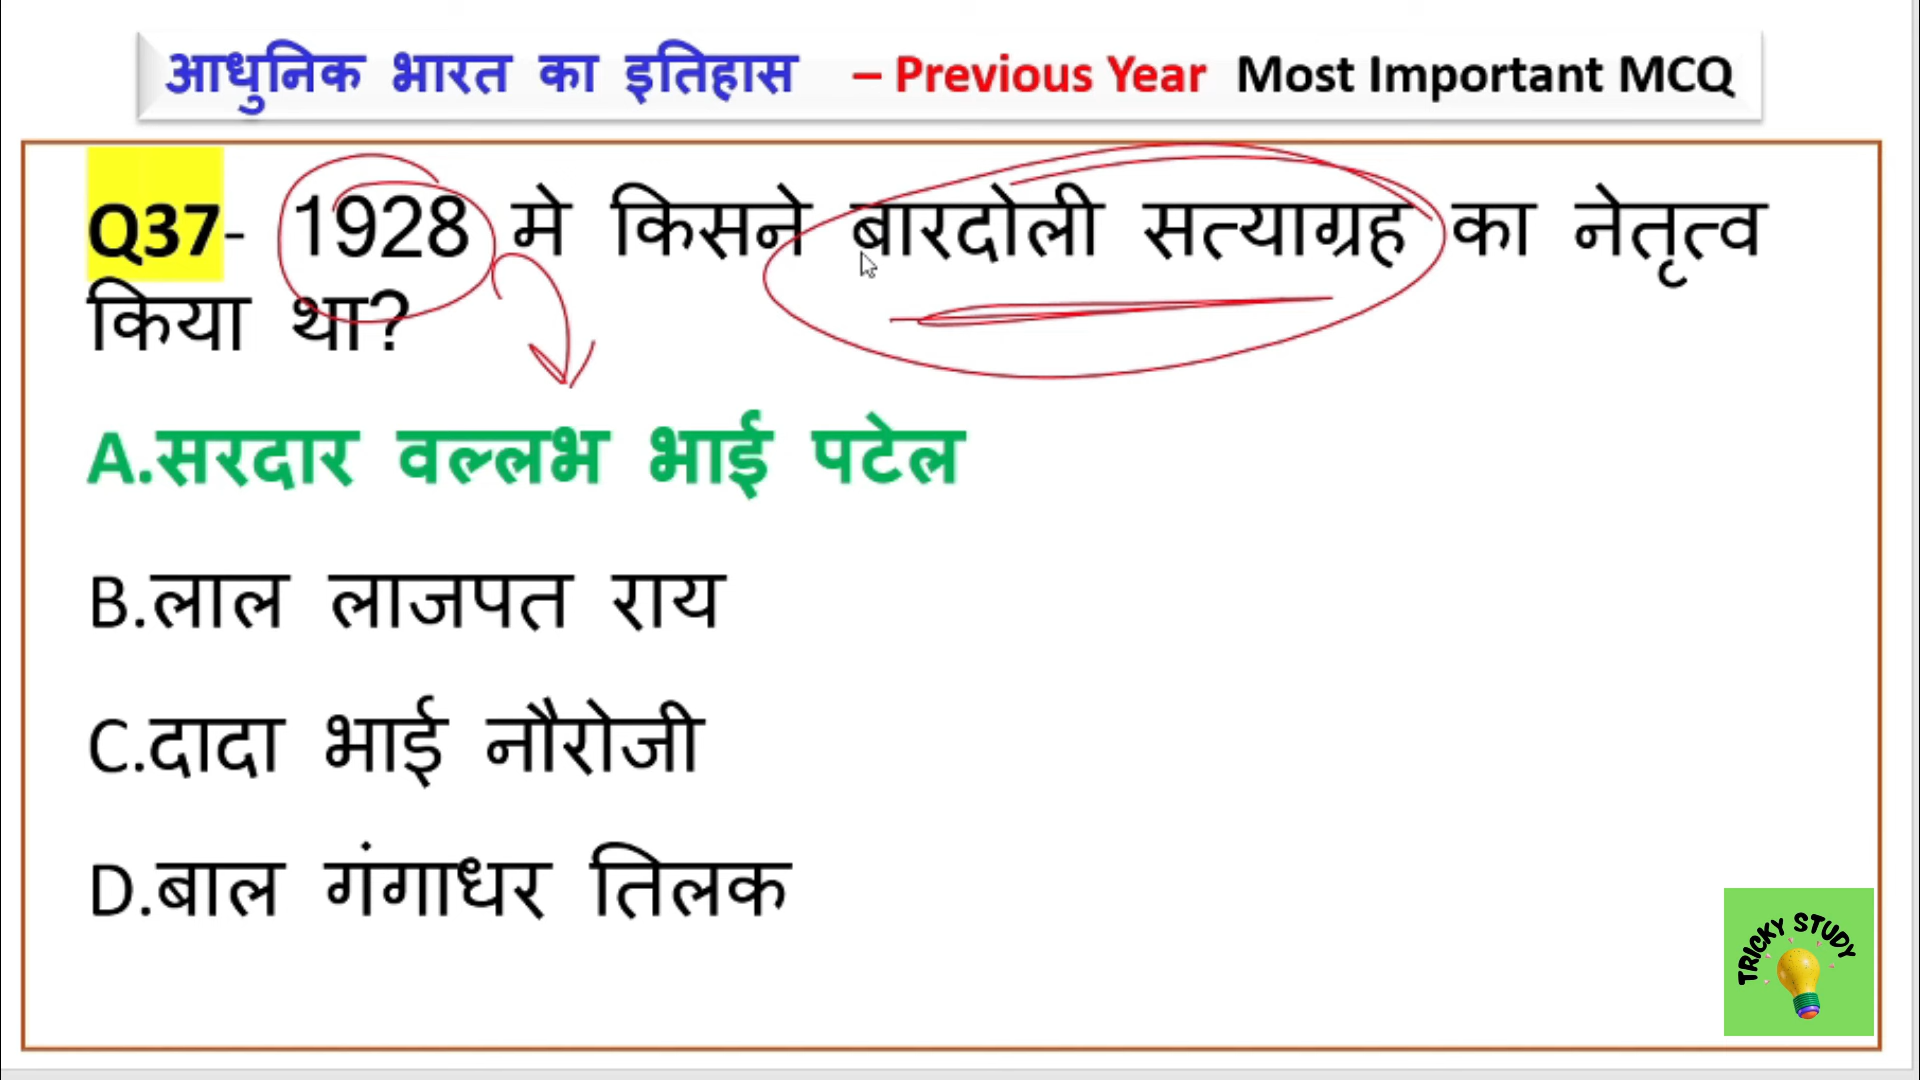 आधुनिक भारत का इतिहास – Previous Year Most Important MCQ
Q37- 1928 मे किसने बारदोली सत्याग्रह का नेतृत्व
किया था?
A.सरदार वल्लभ भाई पटेल
B.लाल लाजपत राय
C.दादा भाई नौरोजी
D.बाल गंगाधर तिलक
TRICKY STUDY